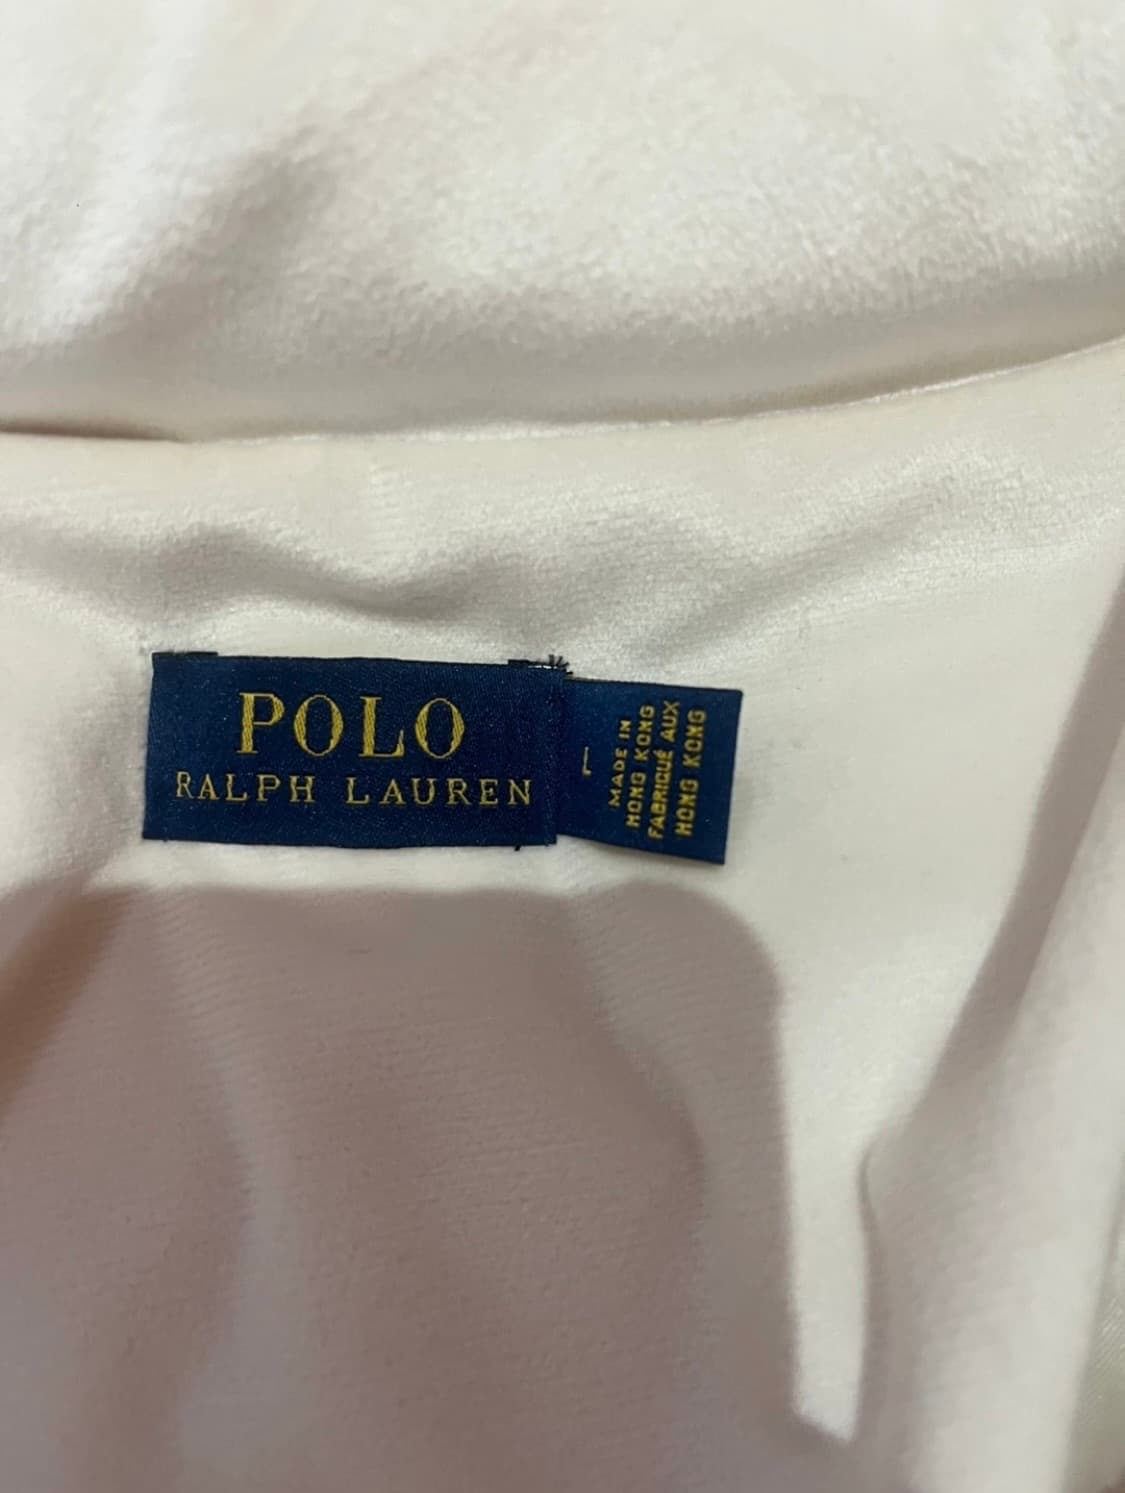 POLO
RALPH LAUREN
L
MADE IN
HONG KONG
FABRIQUÉ AUX
HONG KONG